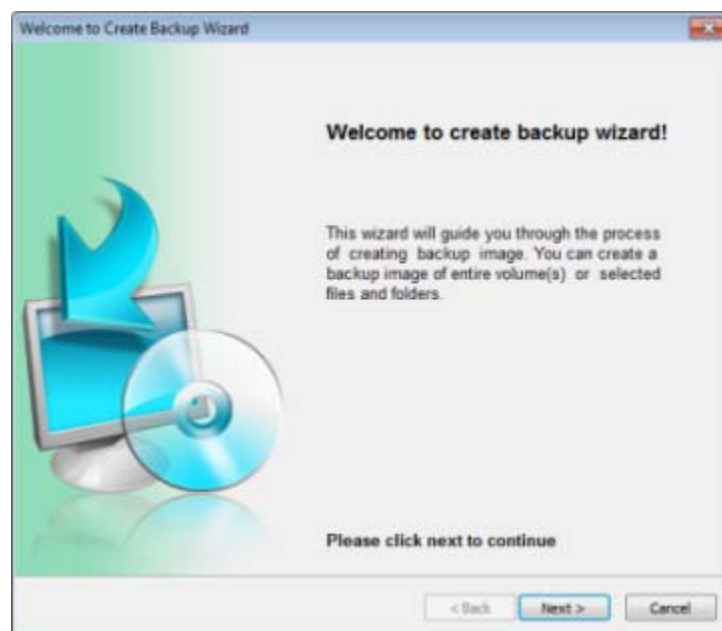 Welcome to Create Backup Wizard
Welcome to create backup wizard!
This wizard will guide you through the process
of creating backup image. You can create a
backup image of entire volume(s) or selected
files and folders.
Please click next to continue
< Back
Next >
Cancel